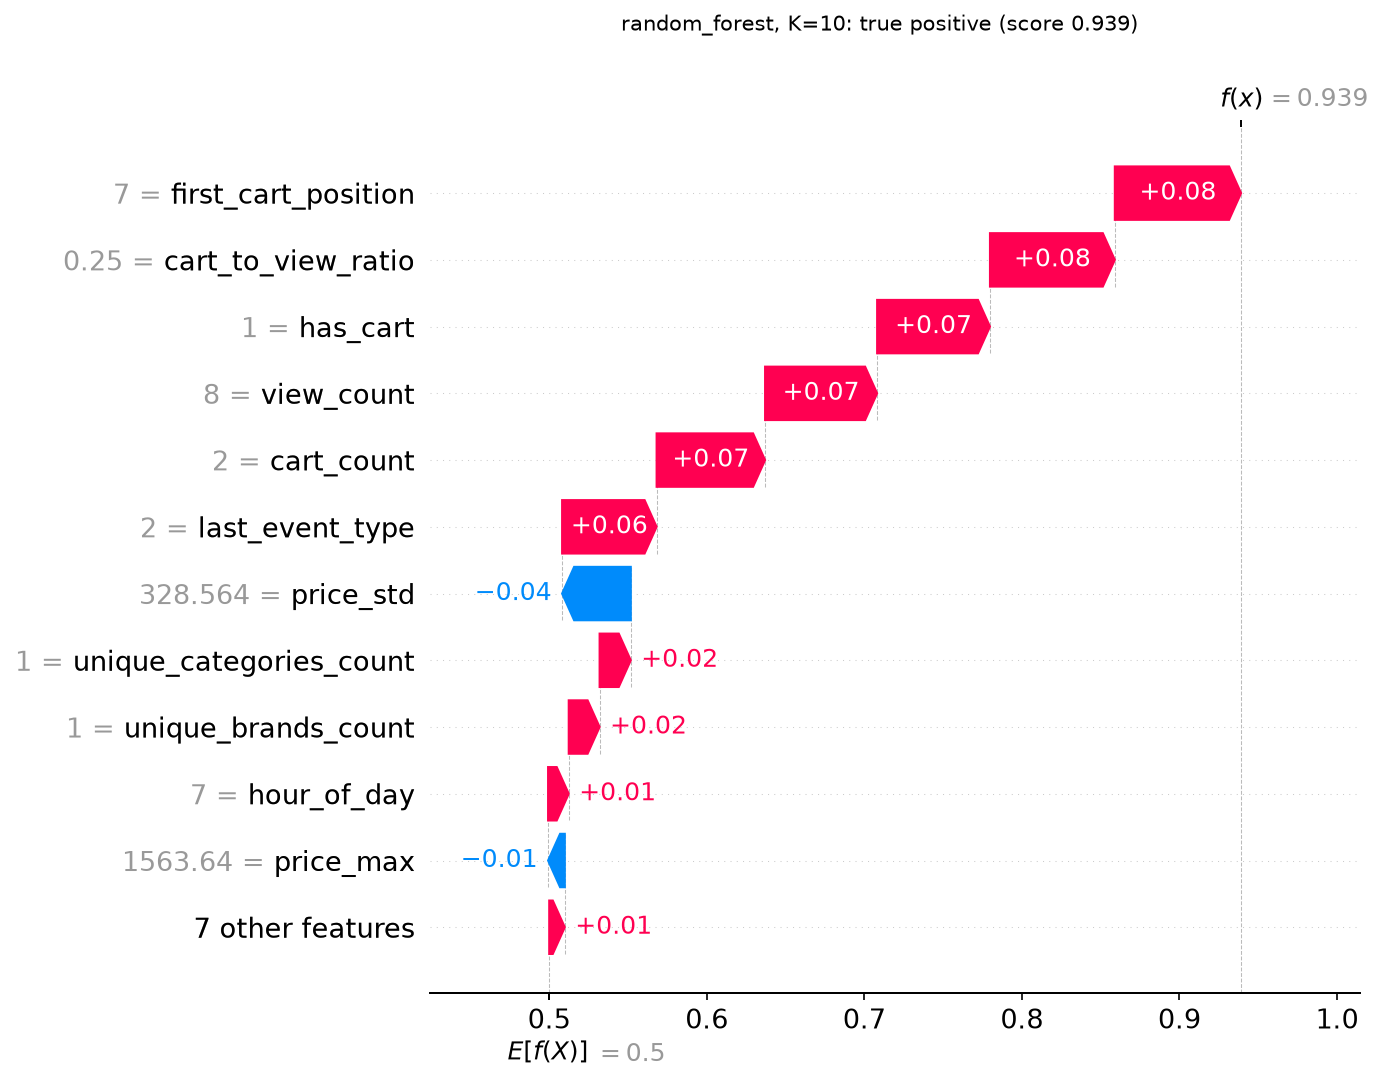 random_forest, K=10: true positive (score 0.939)
f(x) = 0.939
7 = first_cart_position +0.08
0.25 = cart_to_view_ratio +0.08
1 = has_cart +0.07
8 = view_count +0.07
2 = cart_count +0.07
2 = last_event_type +0.06
328.564 = price_std −0.04
1 = unique_categories_count +0.02
1 = unique_brands_count +0.02
7 = hour_of_day +0.01
1563.64 = price_max −0.01
7 other features +0.01
0.5 0.6 0.7 0.8 0.9 1.0
E[f(X)] = 0.5